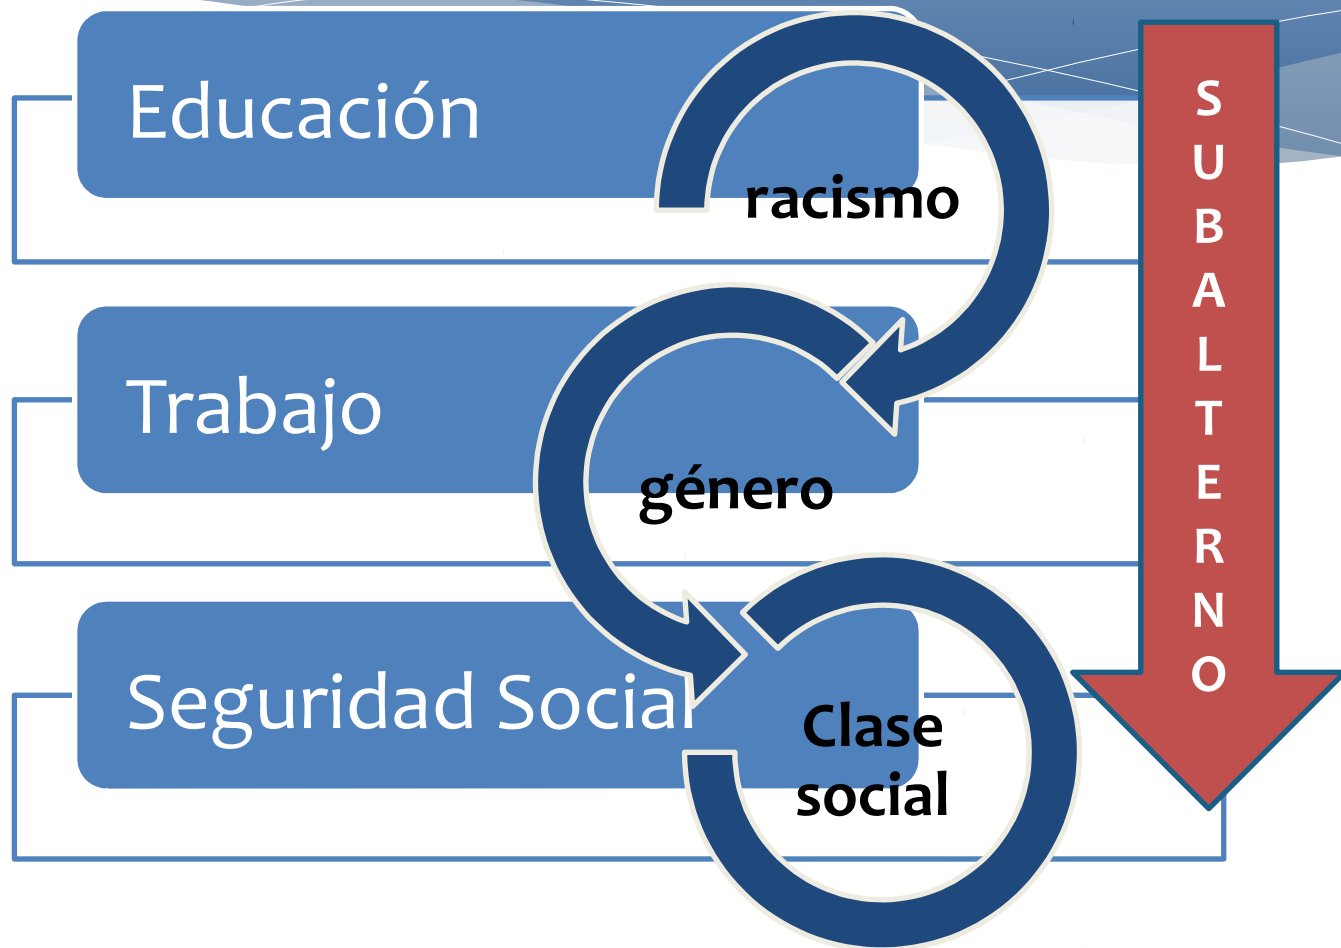 Educación
racismo
Trabajo
género
Seguridad Social
Clase
social
S
U
B
A
L
T
E
R
N
O